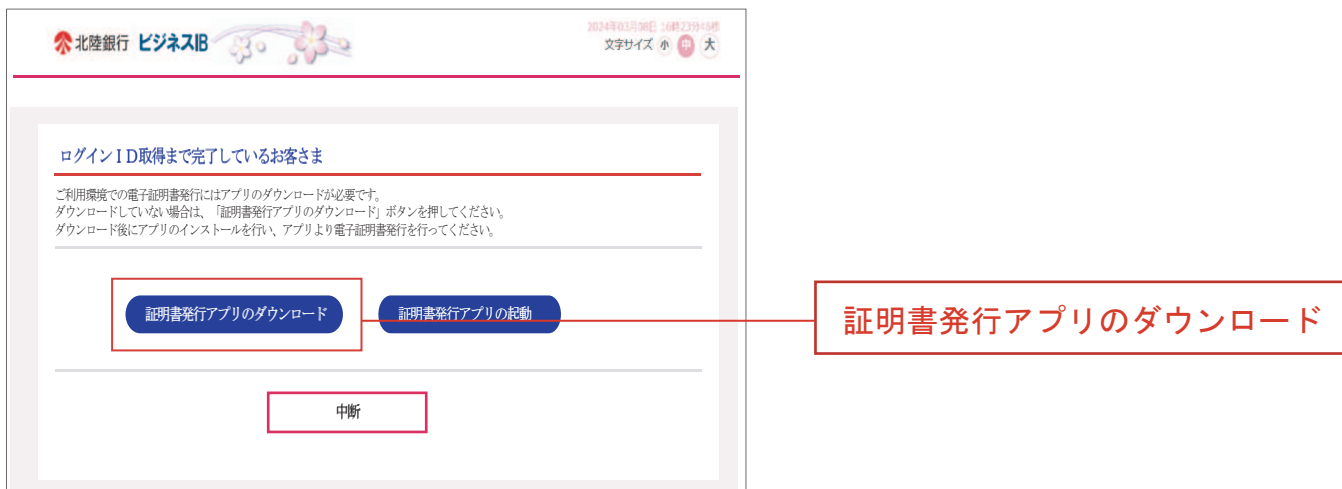 北陸銀行 ビジネスIB
2024年03月08日 16時23分46秒
文字サイズ 小 中 大
ログインＩＤ取得まで完了しているお客さま
ご利用環境での電子証明書発行にはアプリのダウンロードが必要です。
ダウンロードしていない場合は、「証明書発行アプリのダウンロード」ボタンを押してください。
ダウンロード後にアプリのインストールを行い、アプリより電子証明書発行を行ってください。
証明書発行アプリのダウンロード 証明書発行アプリの起動
証明書発行アプリのダウンロード
中断